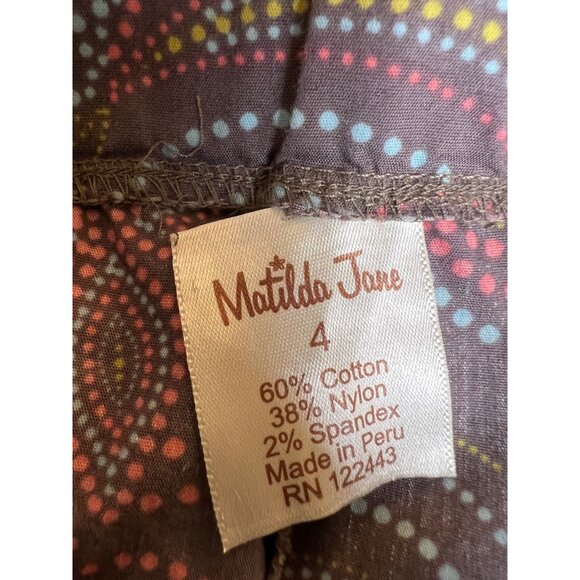 Matilda Jane
4
60% Cotton
38% Nylon
2% Spandex
Made in Peru
RN 122443